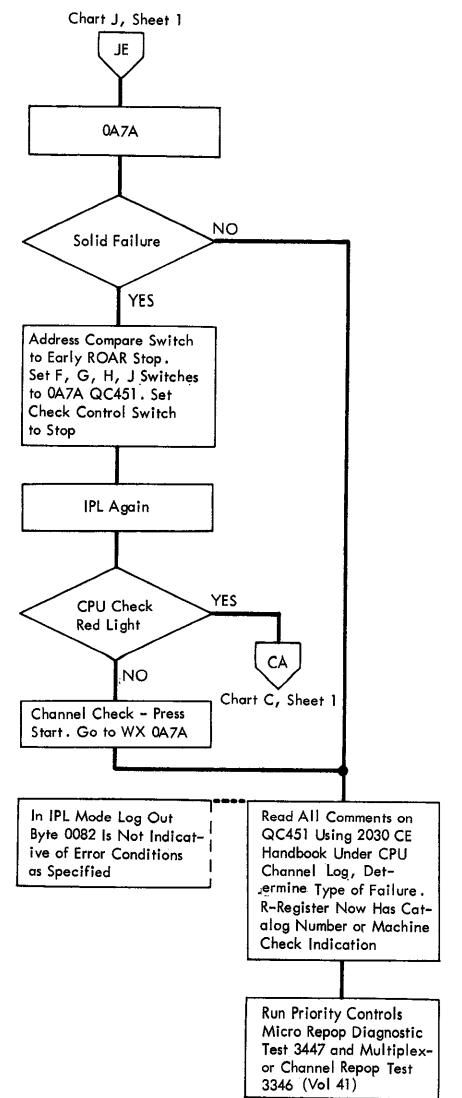 Chart J, Sheet 1
JE
0A7A
Solid Failure
NO
YES
Address Compare Switch
to Early ROAR Stop.
Set F, G, H, J Switches
to 0A7A QC451. Set
Check Control Switch
to Stop
IPL Again
CPU Check
Red Light
YES
CA
Chart C, Sheet 1
NO
Channel Check - Press
Start. Go to WX 0A7A
In IPL Mode Log Out
Byte 0082 Is Not Indicat-
ive of Error Conditions
as Specified
Read All Comments on
QC451 Using 2030 CE
Handbook Under CPU
Channel Log, Det-
ermine Type of Failure.
R-Register Now Has Cat-
alog Number or Machine
Check Indication
Run Priority Controls
Micro Repop Diagnostic
Test 3447 and Multiplex-
or Channel Repop Test
3346 (Vol 41)